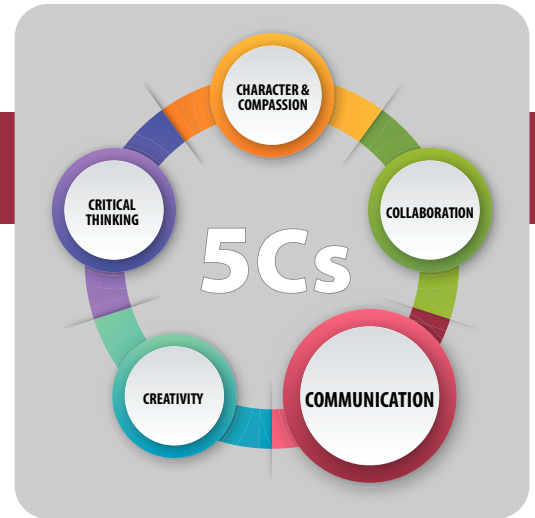 CHARACTER &
COMPASSION
CRITICAL
THINKING
COLLABORATION
5Cs
CREATIVITY
COMMUNICATION